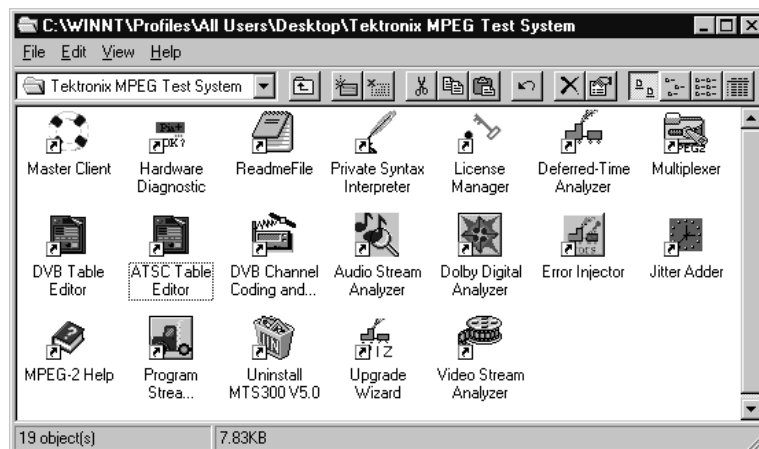 C:\WINNT\Profiles\All Users\Desktop\Tektronix MPEG Test System
File Edit View Help
Tektronix MPEG Test System
Master Client
Hardware Diagnostic
ReadmeFile
Private Syntax Interpreter
License Manager
Deferred-Time Analyzer
Multiplexer
DVB Table Editor
ATSC Table Editor
DVB Channel Coding and...
Audio Stream Analyzer
Dolby Digital Analyzer
Error Injector
Jitter Adder
MPEG-2 Help
Program Strea...
Uninstall MTS300 V5.0
Upgrade Wizard
Video Stream Analyzer
19 object(s) 7.83KB